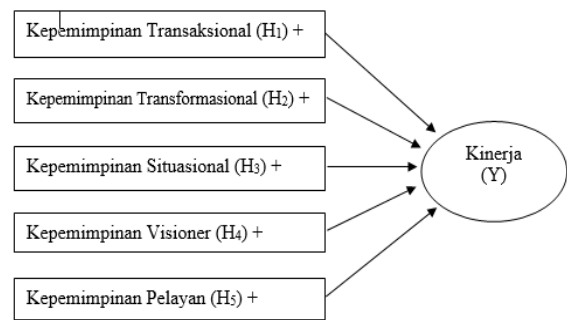 Kepemimpinan Transaksional (H₁) +
Kepemimpinan Transformasional (H₂) +
Kepemimpinan Situasional (H₃) +
Kepemimpinan Visioner (H₄) +
Kepemimpinan Pelayan (H₅) +
Kinerja
(Y)